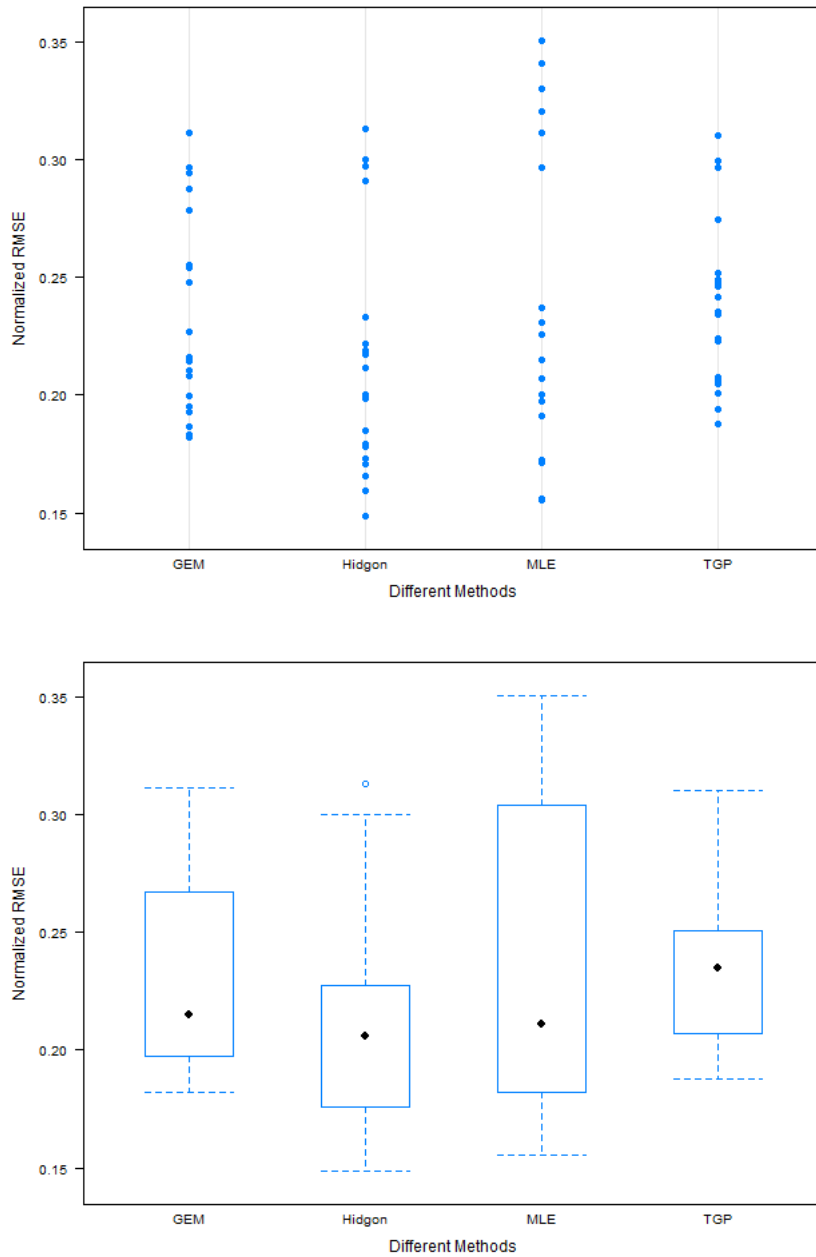 0.35
0.30
0.25
0.20
0.15
Normalized RMSE
GEM Hidgon MLE TGP
Different Methods
0.35
0.30
0.25
0.20
0.15
Normalized RMSE
GEM Hidgon MLE TGP
Different Methods